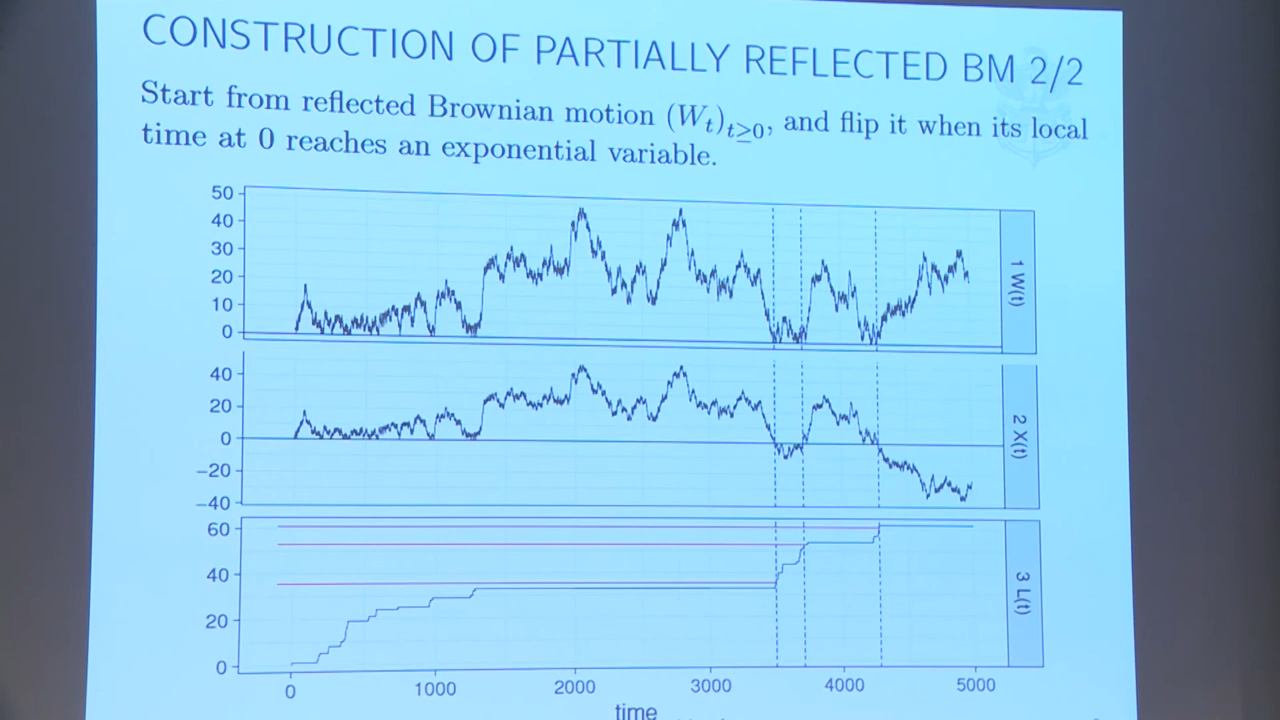 CONSTRUCTION OF PARTIALLY REFLECTED BM 2/2
Start from reflected Brownian motion (W_t)_{t≥0}, and flip it when its local
time at 0 reaches an exponential variable.
50
40
30
20
10
0
1 W(t)
40
20
0
−20
−40
2 X(t)
60
40
20
0
3 L(t)
0 1000 2000 3000 4000 5000
time